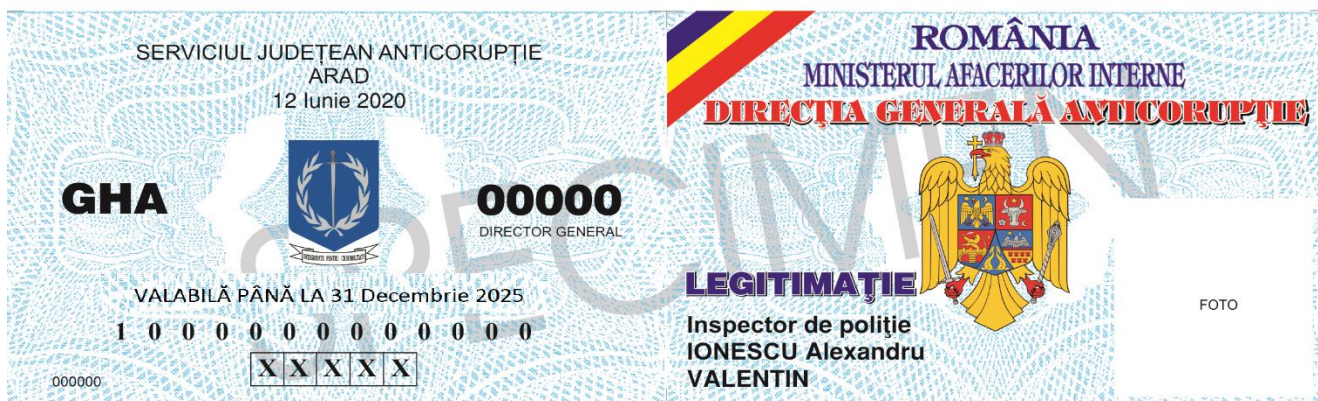 SERVICIUL JUDEȚEAN ANTICORUPȚIE
ARAD
12 Iunie 2020
GHA
00000
DIRECTOR GENERAL
VALABILĂ PÂNĂ LA 31 Decembrie 2025
1 0 0 0 0 0 0 0 0 0 0 0 0
X X X X X
000000
ROMÂNIA
MINISTERUL AFACERILOR INTERNE
DIRECȚIA GENERALĂ ANTICORUPȚIE
LEGITIMAȚIE
Inspector de poliție
IONESCU Alexandru
VALENTIN
FOTO
SPECIMEN